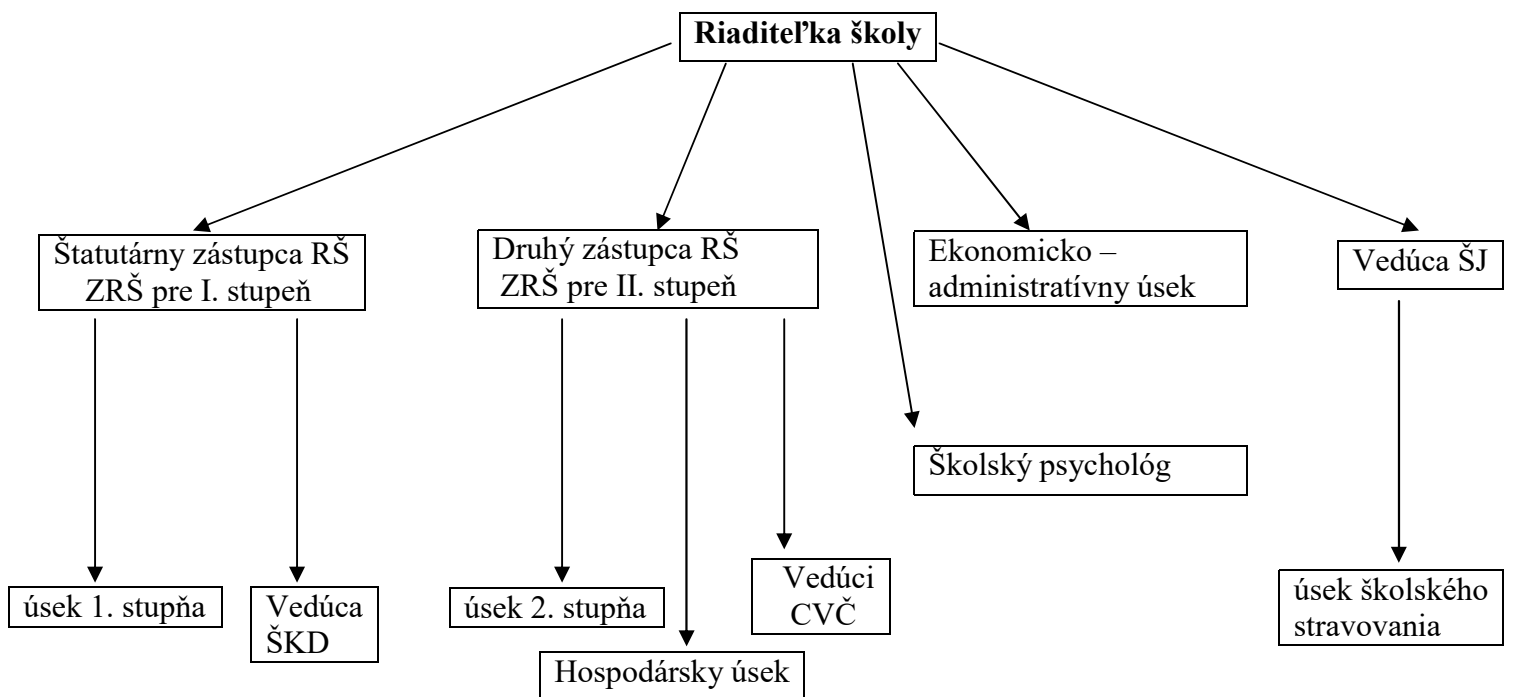 Riaditeľka školy
Štatutárny zástupca RŠ
ZRŠ pre I. stupeň
Druhý zástupca RŠ
ZRŠ pre II. stupeň
Ekonomicko –
administratívny úsek
Vedúca ŠJ
Školský psychológ
úsek 1. stupňa
Vedúca
ŠKD
úsek 2. stupňa
Hospodársky úsek
Vedúci
CVČ
úsek školského
stravovania